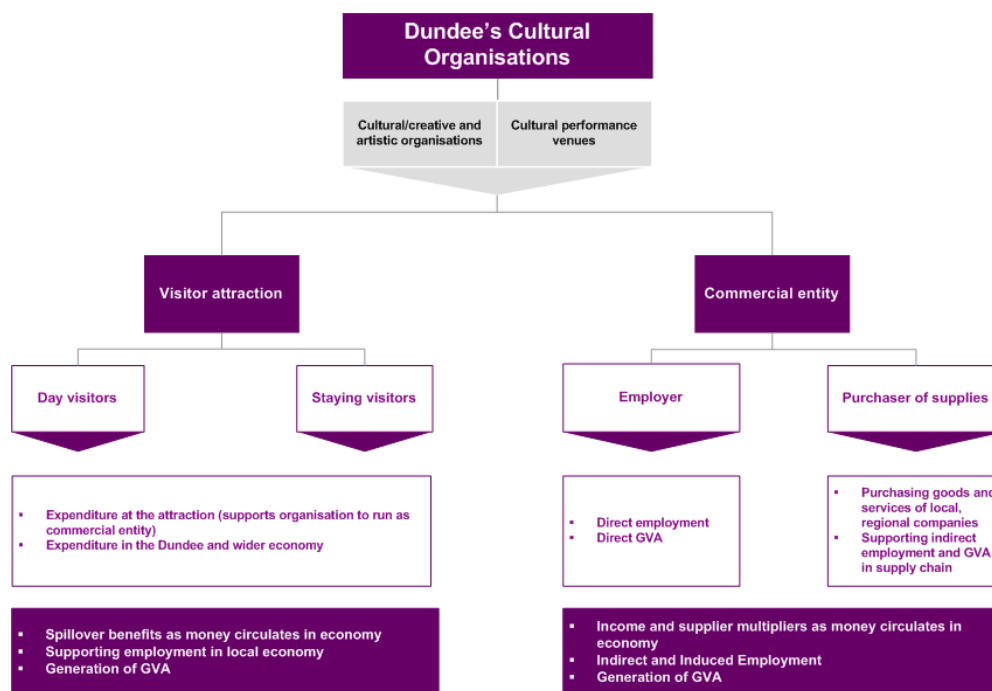 Dundee's Cultural
Organisations
Cultural/creative and
artistic organisations
Cultural performance
venues
Visitor attraction
Commercial entity
Day visitors
Staying visitors
Employer
Purchaser of supplies
▪ Expenditure at the attraction (supports organisation to run as
commercial entity)
▪ Expenditure in the Dundee and wider economy
▪ Direct employment
▪ Direct GVA
▪ Purchasing goods and
services of local,
regional companies
▪ Supporting indirect
employment and GVA
in supply chain
▪ Spillover benefits as money circulates in economy
▪ Supporting employment in local economy
▪ Generation of GVA
▪ Income and supplier multipliers as money circulates in
economy
▪ Indirect and Induced Employment
▪ Generation of GVA